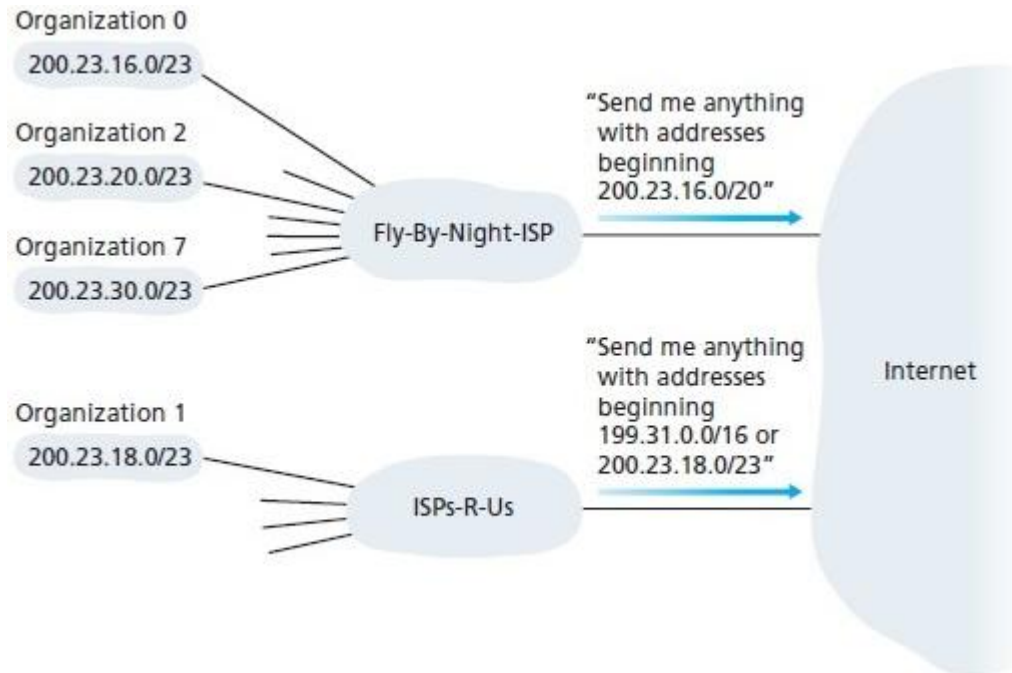 Organization 0
200.23.16.0/23
Organization 2
200.23.20.0/23
Organization 7
200.23.30.0/23
Fly-By-Night-ISP
“Send me anything
with addresses
beginning
200.23.16.0/20”
Organization 1
200.23.18.0/23
ISPs-R-Us
“Send me anything
with addresses
beginning
199.31.0.0/16 or
200.23.18.0/23”
Internet